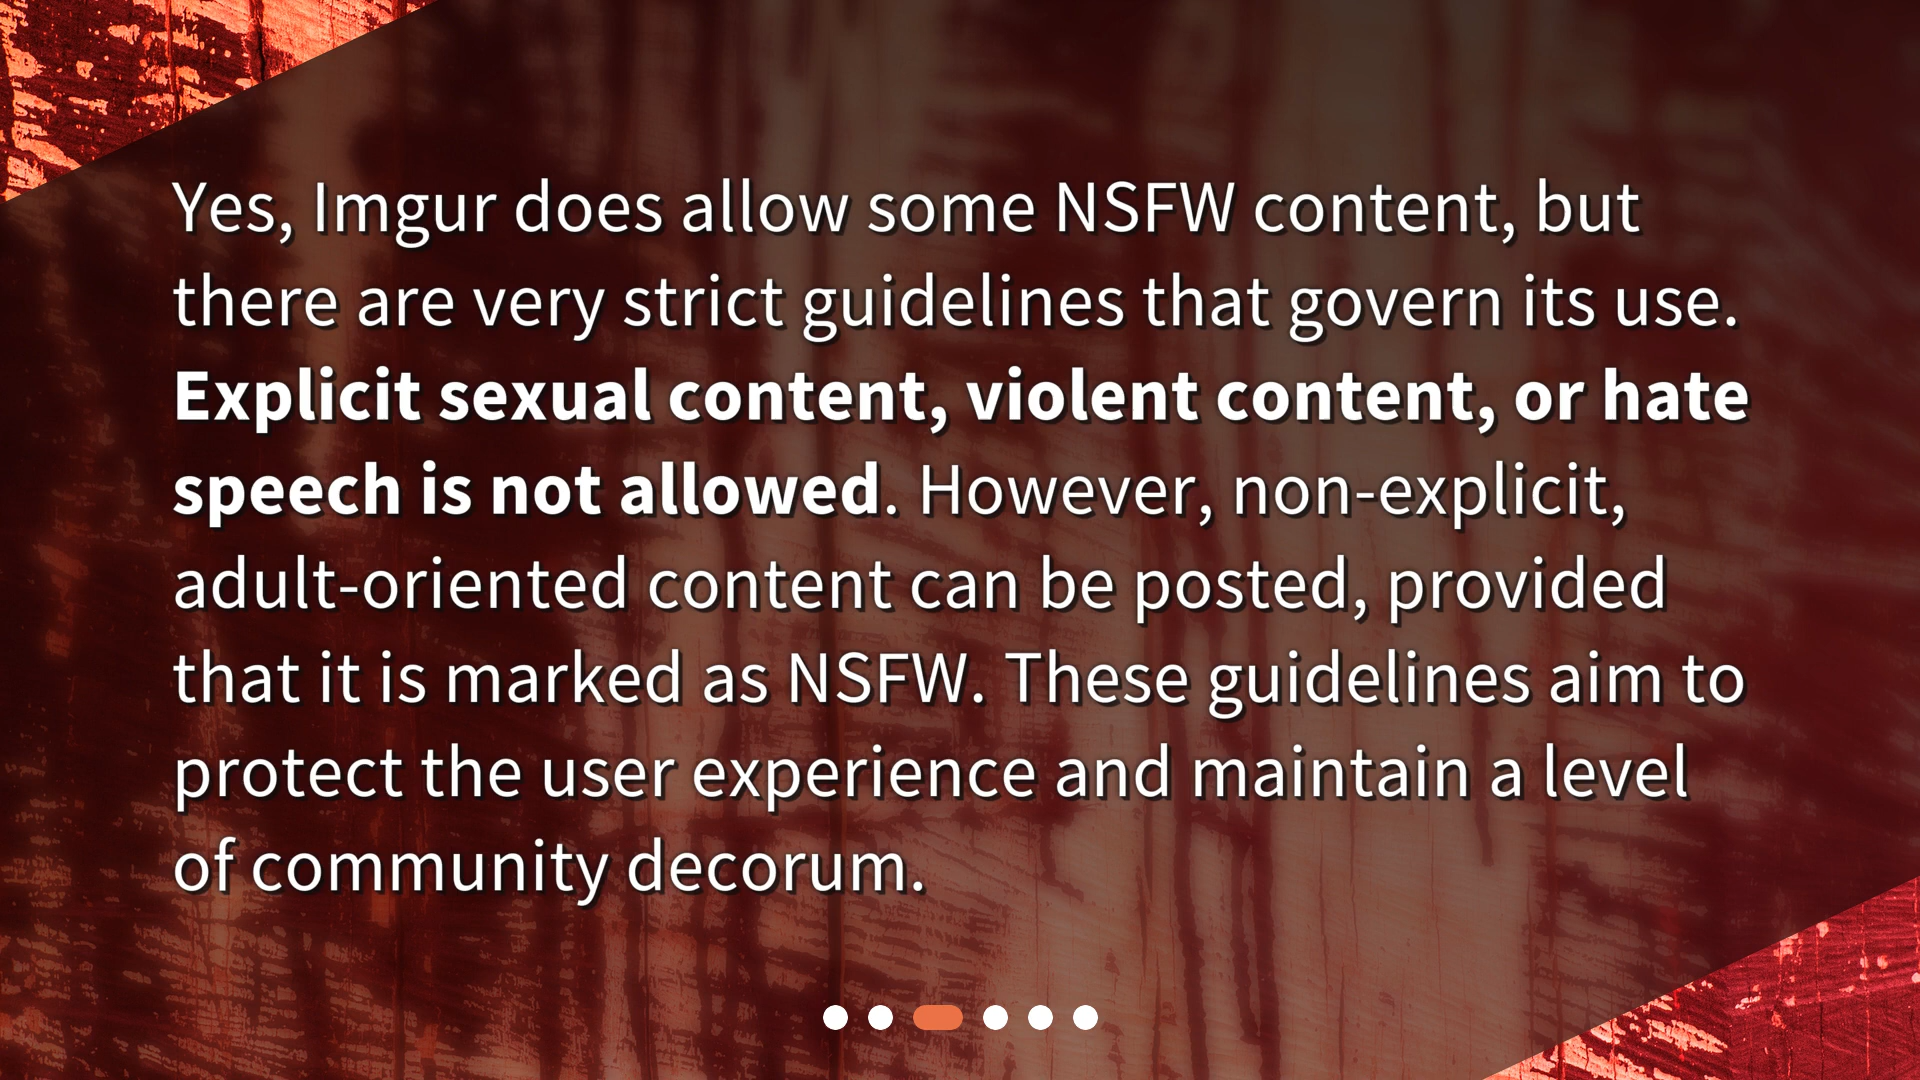 Yes, Imgur does allow some NSFW content, but
there are very strict guidelines that govern its use.
Explicit sexual content, violent content, or hate
speech is not allowed. However, non-explicit,
adult-oriented content can be posted, provided
that it is marked as NSFW. These guidelines aim to
protect the user experience and maintain a level
of community decorum.